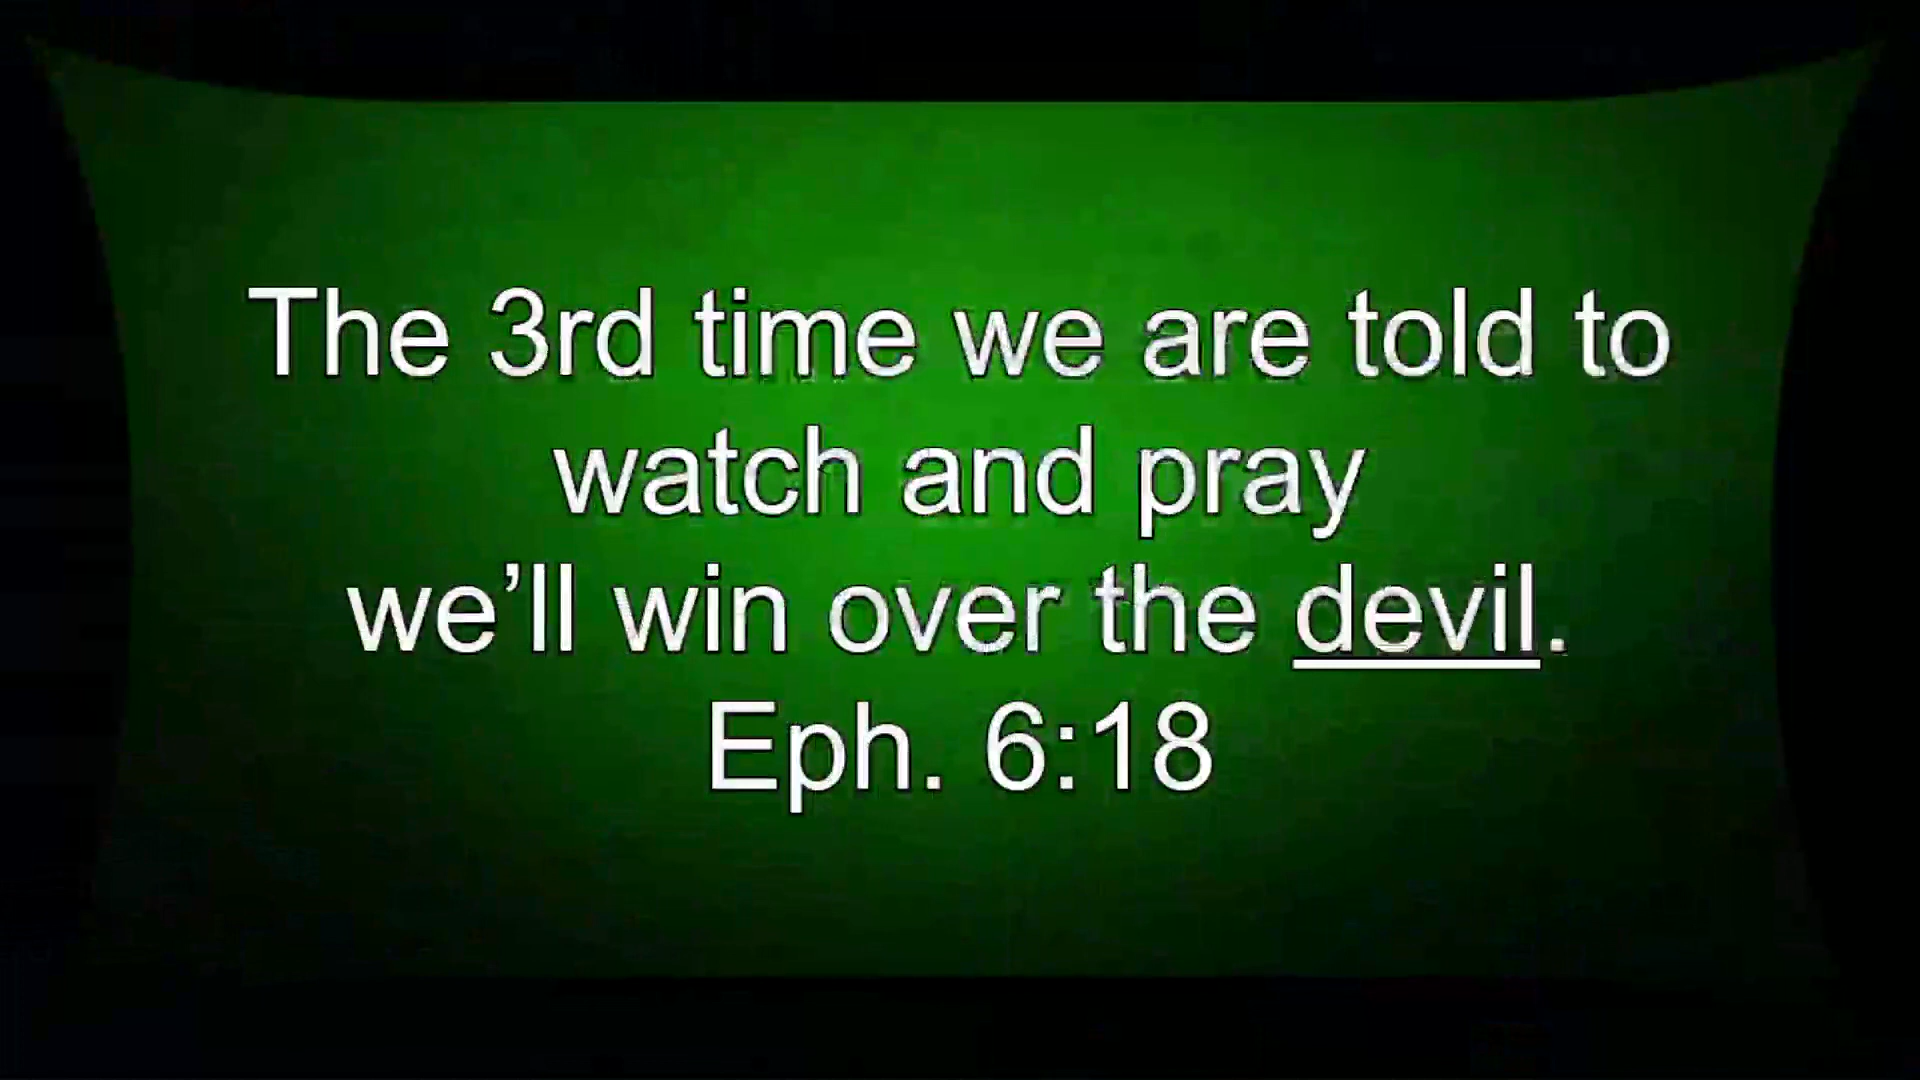 The 3rd time we are told to
watch and pray
we’ll win over the devil.
Eph. 6:18